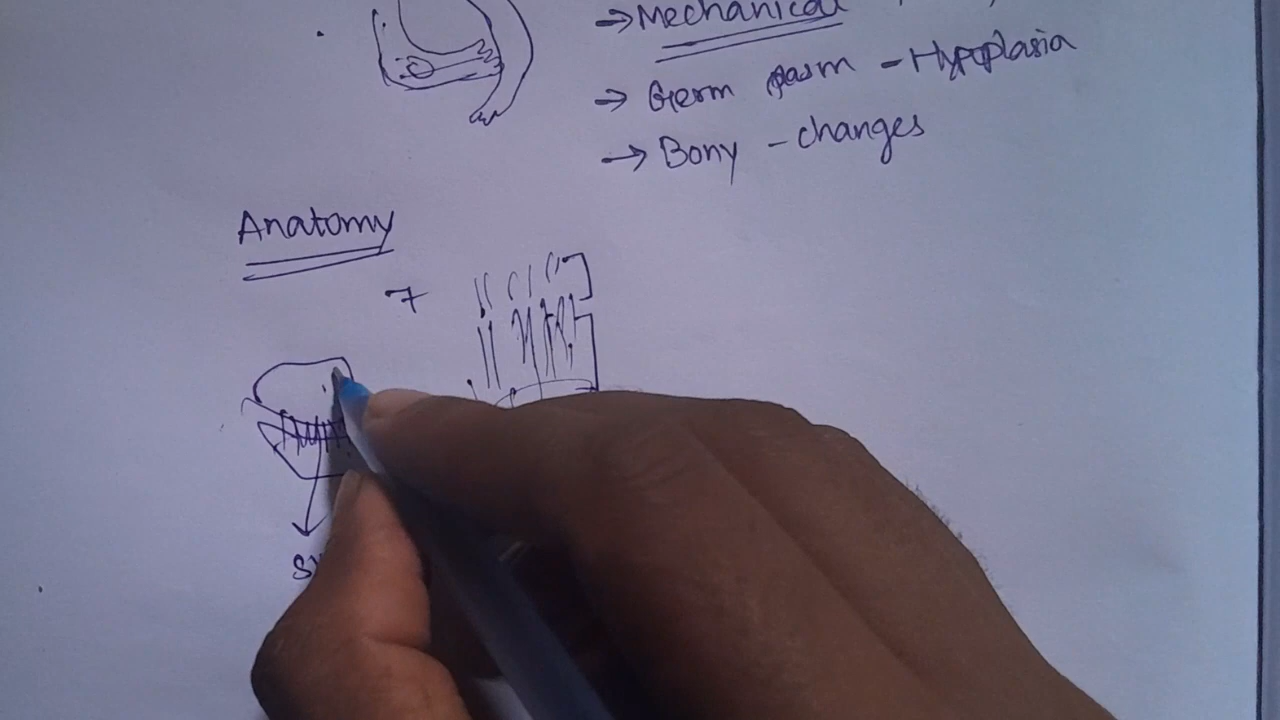 → Mechanical
→ Germ plasm - Hypoplasia
→ Bony - changes
Anatomy
7